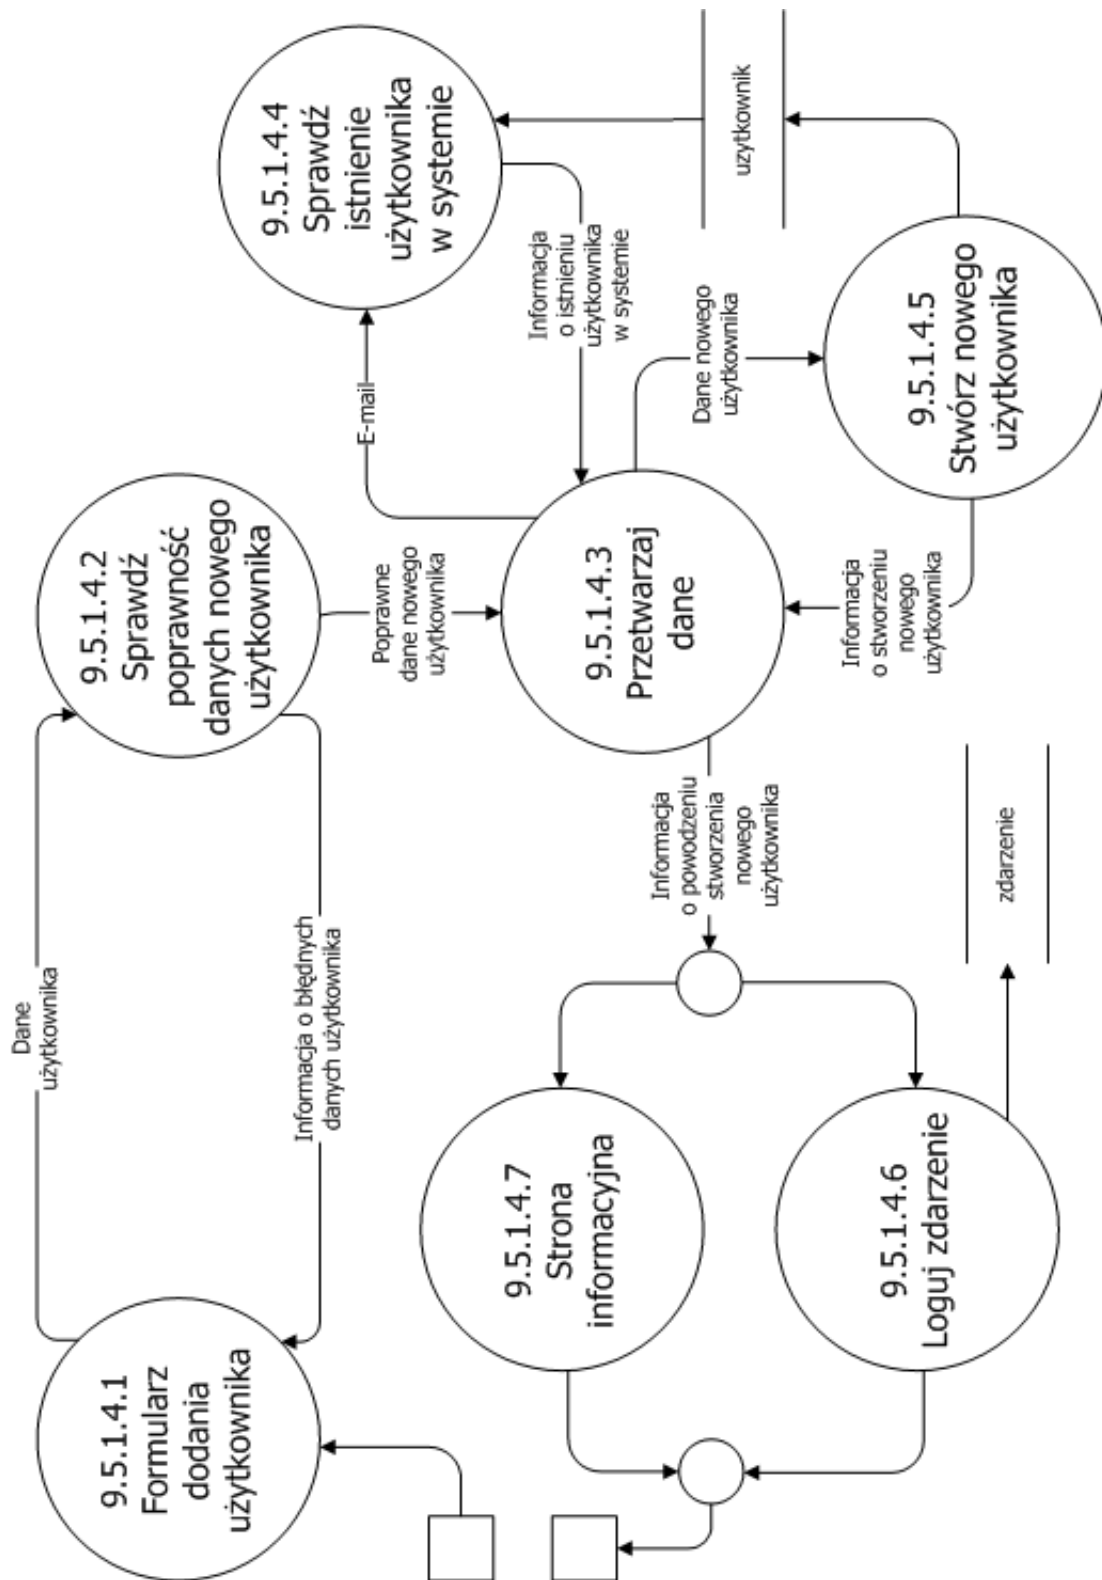 9.5.1.4.1
Formularz
dodania
użytkownika
Dane
użytkownika
Informacja o błędnych
danych użytkownika
9.5.1.4.2
Sprawdź
poprawność
danych nowego
użytkownika
Poprawne
dane nowego
użytkownika
E-mail
9.5.1.4.4
Sprawdź
istnienie
użytkownika
w systemie
Informacja
o istnieniu
użytkownika
w systemie
9.5.1.4.3
Przetwarzaj
dane
Dane nowego
użytkownika
uzytkownik
9.5.1.4.5
Stwórz nowego
użytkownika
Informacja
o stworzeniu
nowego
użytkownika
Informacja
o powodzeniu
stworzenia
nowego
użytkownika
9.5.1.4.7
Strona
informacyjna
9.5.1.4.6
Loguj zdarzenie
zdarzenie